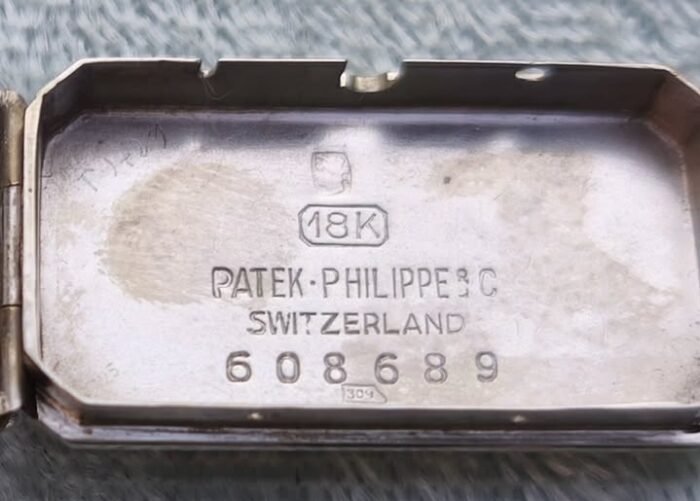 18K
PATEK·PHILIPPE & C
SWITZERLAND
608689
309